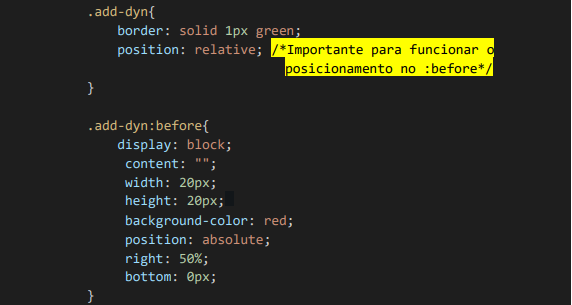 .add-dyn{
border: solid 1px green;
position: relative; /*Importante para funcionar o
posicionamento no :before*/
}
.add-dyn:before{
display: block;
content: "";
width: 20px;
height: 20px;
background-color: red;
position: absolute;
right: 50%;
bottom: 0px;
}